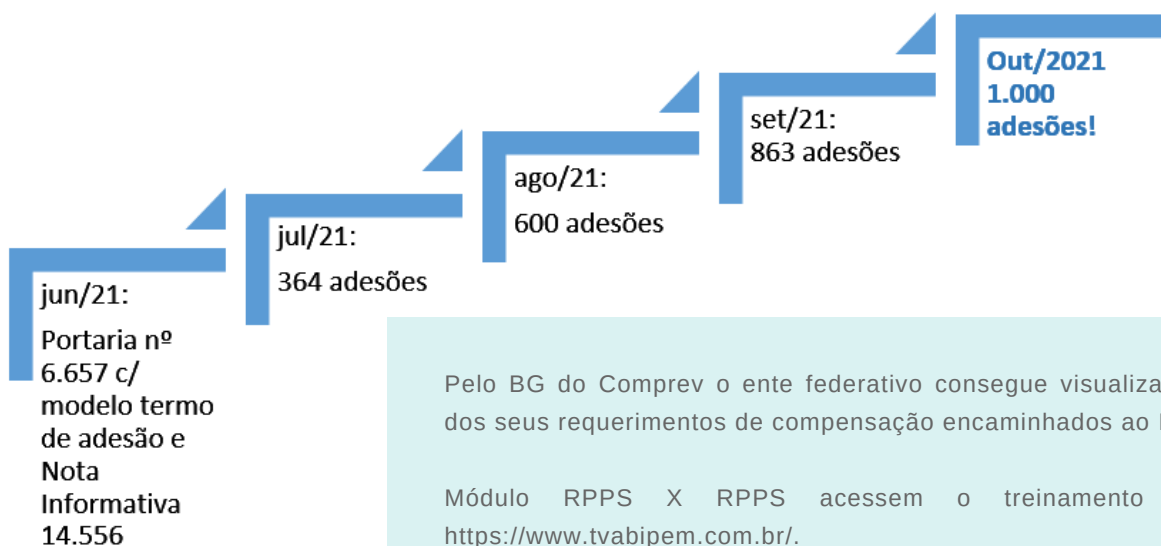 jun/21:
Portaria nº
6.657 c/
modelo termo
de adesão e
Nota
Informativa
14.556
jul/21:
364 adesões
ago/21:
600 adesões
set/21:
863 adesões
Out/2021
1.000
adesões!
Pelo BG do Comprev o ente federativo consegue
dos seus requerimentos de compensação encaminhados ao
Módulo RPPS X RPPS acessem o treinamento
https://www.tvabipem.com.br/.